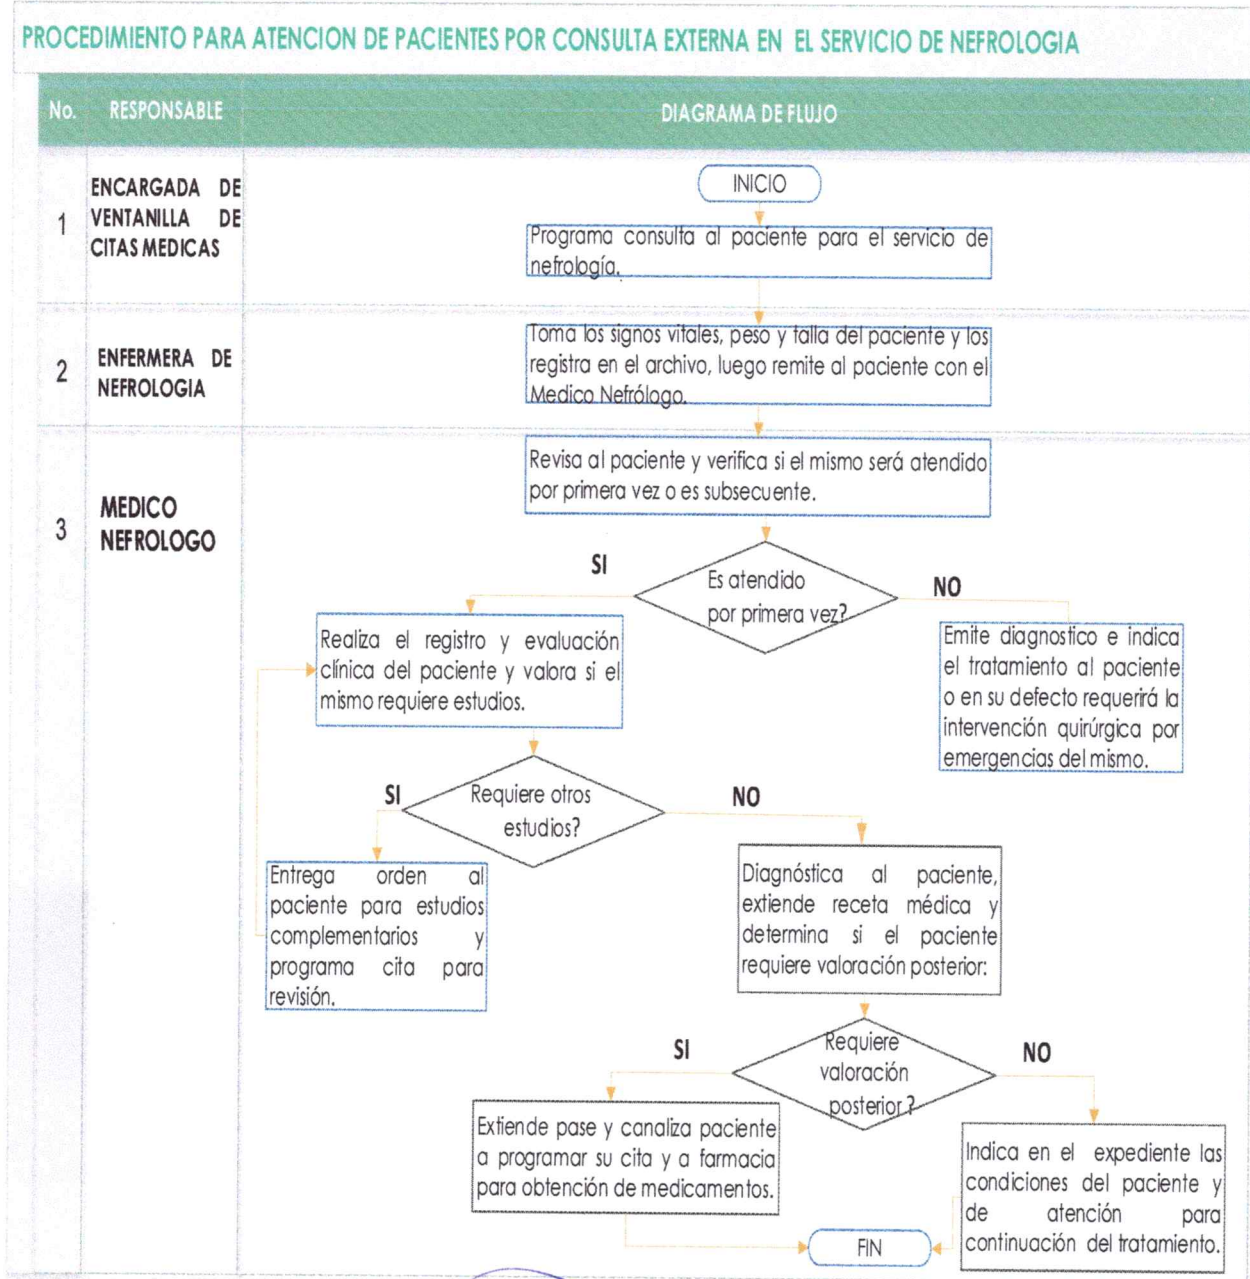 PROCEDIMIENTO PARA ATENCION DE PACIENTES POR CONSULTA EXTERNA EN EL SERVICIO DE NEFROLOGIA
No. RESPONSABLE DIAGRAMA DE FLUJO
1
ENCARGADA DE
VENTANILLA DE
CITAS MEDICAS
INICIO
Programa consulta al paciente para el servicio de
nefrología.
2
ENFERMERA DE
NEFROLOGIA
Toma los signos vitales, peso y talla del paciente y los
registra en el archivo, luego remite al paciente con el
Medico Nefrólogo.
3
MEDICO
NEFROLOGO
Revisa al paciente y verifica si el mismo será atendido
por primera vez o es subsecuente.
Es atendido
por primera vez?
SI
NO
Realiza el registro y evaluación
clínica del paciente y valora si el
mismo requiere estudios.
Emite diagnostico e indica
el tratamiento al paciente
o en su defecto requerirá la
intervención quirúrgica por
emergencias del mismo.
Requiere otros
estudios?
SI
NO
Entrega orden al
paciente para estudios
complementarios y
programa cita para
revisión.
Diagnóstica al paciente,
extiende receta médica y
determina si el paciente
requiere valoración posterior:
Requiere
valoración
posterior?
SI
NO
Extiende pase y canaliza paciente
a programar su cita y a farmacia
para obtención de medicamentos.
Indica en el expediente las
condiciones del paciente y
de atención para
continuación del tratamiento.
FIN